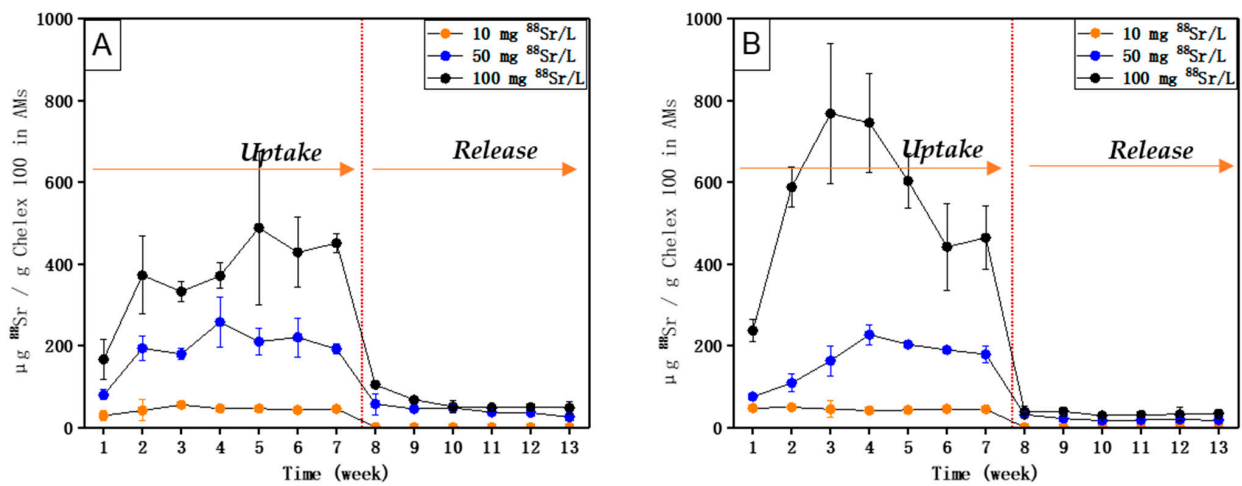 A
10 mg ⁸⁸Sr/L
50 mg ⁸⁸Sr/L
100 mg ⁸⁸Sr/L
Uptake
Release
μg ⁸⁸Sr / g Chelex 100 in AMs
1000
800
600
400
200
0
1 2 3 4 5 6 7 8 9 10 11 12 13
Time (week)
B
10 mg ⁸⁸Sr/L
50 mg ⁸⁸Sr/L
100 mg ⁸⁸Sr/L
Uptake
Release
μg ⁸⁸Sr / g Chelex 100 in AMs
1000
800
600
400
200
0
1 2 3 4 5 6 7 8 9 10 11 12 13
Time (week)